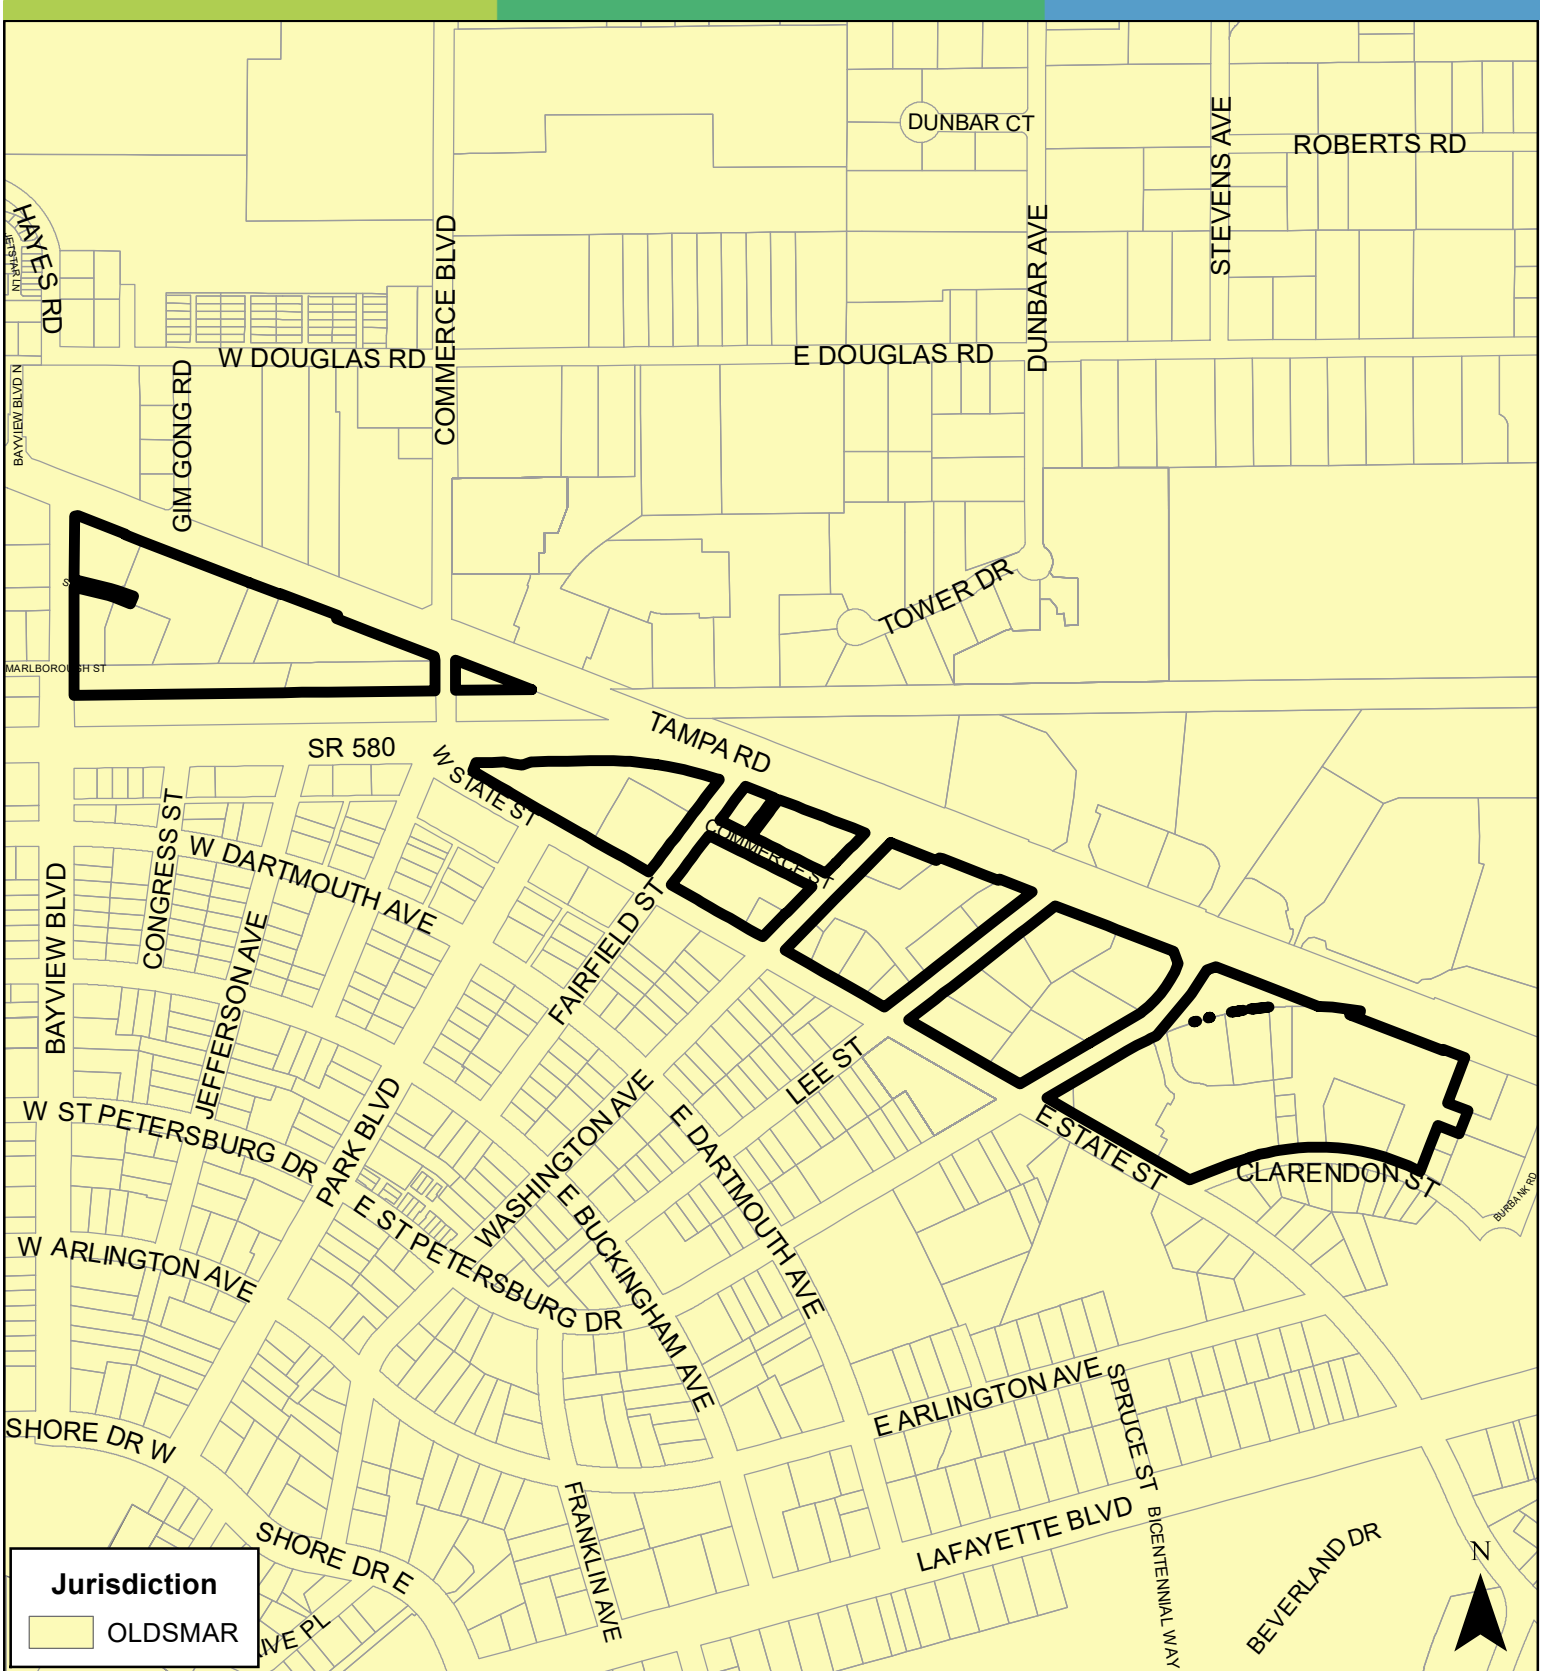 DUNBAR CT
ROBERTS RD
STEVENS AVE
HAYES RD
JETSTAR LN
COMMERCE BLVD
DUNBAR AVE
W DOUGLAS RD
E DOUGLAS RD
BAYVIEW BLVD N
GIM GONG RD
TOWER DR
MARLBOROUGH ST
TAMPA RD
SR 580
W STATE ST
COMMERCE ST
CONGRESS ST
W DARTMOUTH AVE
BAYVIEW BLVD
JEFFERSON AVE
FAIRFIELD ST
LEE ST
W ST PETERSBURG DR
PARK BLVD
WASHINGTON AVE
E DARTMOUTH AVE
E STATE ST
CLARENDON ST
BURBANK RD
E ST PETERSBURG DR
E BUCKINGHAM AVE
W ARLINGTON AVE
E ARLINGTON AVE
SPRUCE ST
SHORE DR W
FRANKLIN AVE
LAFAYETTE BLVD
BICENTENNIAL WAY
BEVERLAND DR
SHORE DR E
N
Jurisdiction
OLDSMAR
PL